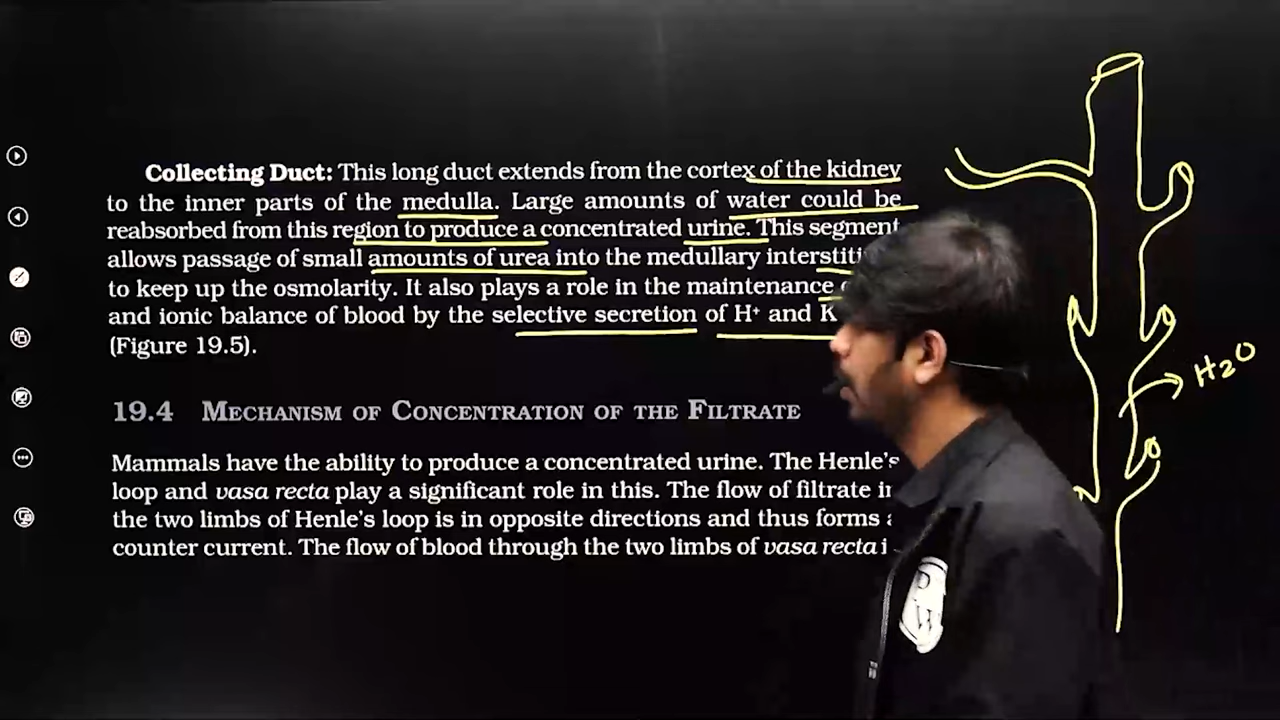 Collecting Duct: This long duct extends from the cortex of the kidney
to the inner parts of the medulla. Large amounts of water could be
reabsorbed from this region to produce a concentrated urine. This segment
allows passage of small amounts of urea into the medullary
to keep up the osmolarity. It also plays a role in the maintenance
and ionic balance of blood by the selective secretion of H⁺ and
(Figure 19.5).
H₂O
19.4 MECHANISM OF CONCENTRATION OF THE FILTRATE
Mammals have the ability to produce a concentrated urine. The Henle's
loop and vasa recta play a significant role in this. The flow of filtrate
the two limbs of Henle's loop is in opposite directions and thus forms
counter current. The flow of blood through the two limbs of vasa recta
P
W